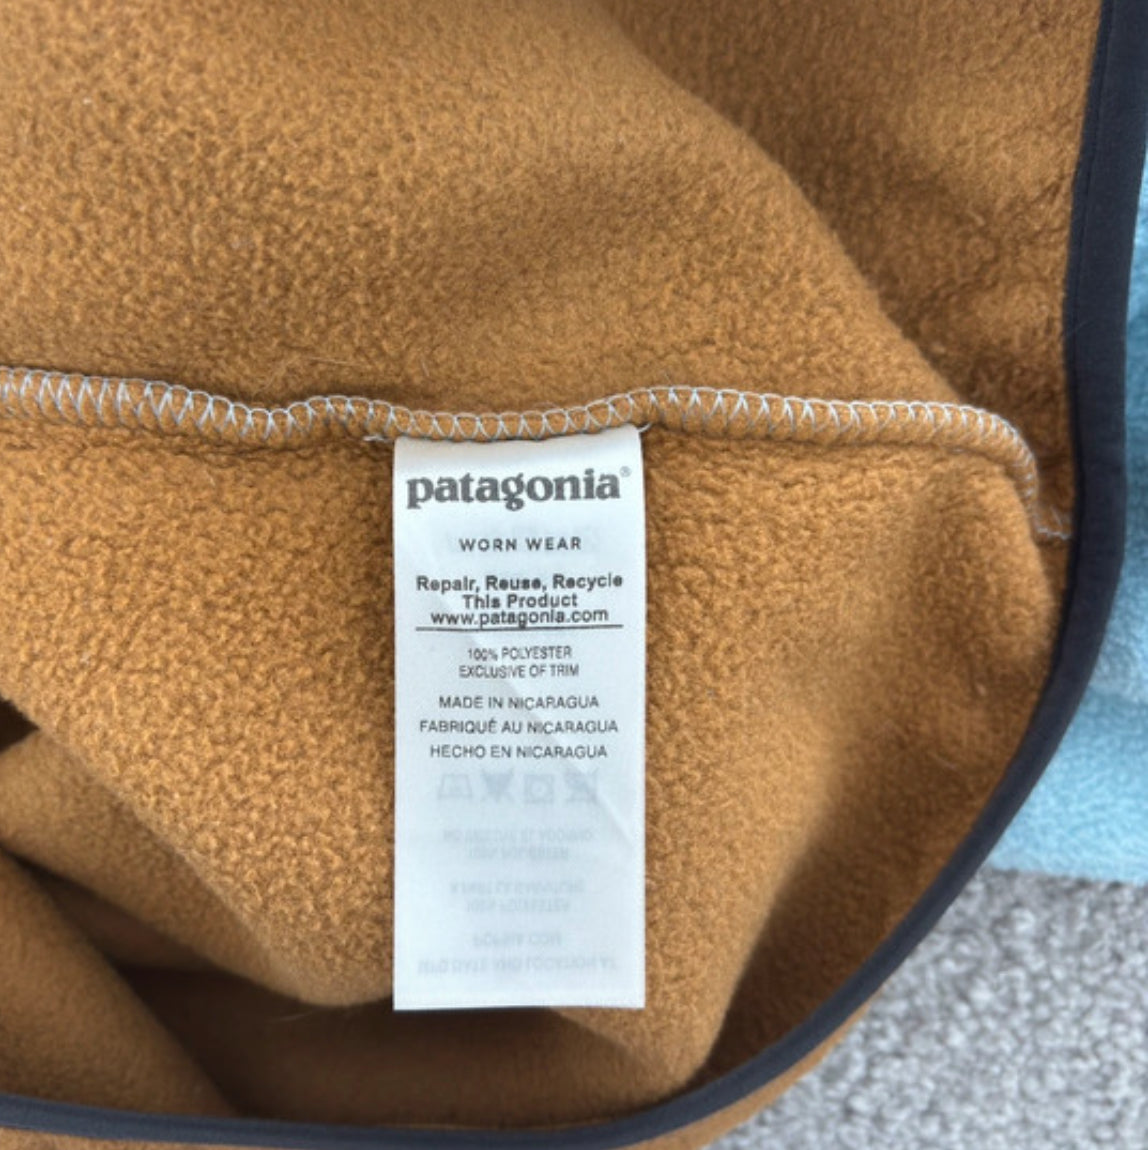 patagonia®
WORN WEAR
Repair, Reuse, Recycle
This Product
www.patagonia.com
100% POLYESTER
EXCLUSIVE OF TRIM
MADE IN NICARAGUA
FABRIQUÉ AU NICARAGUA
HECHO EN NICARAGUA